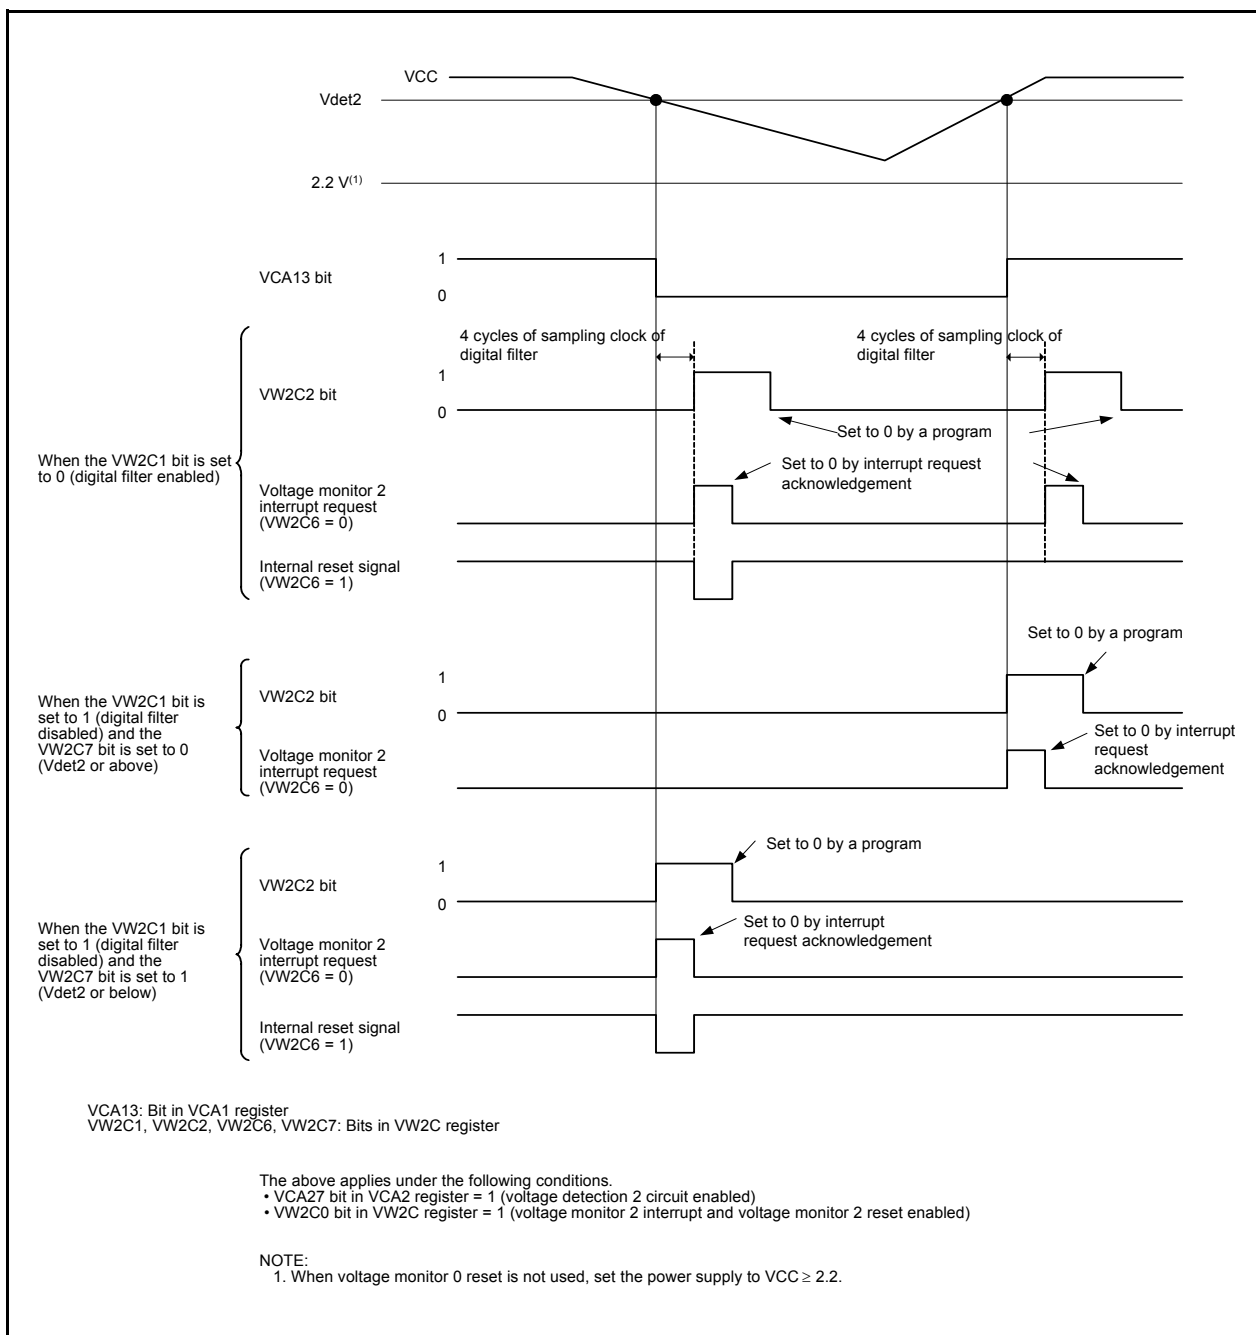 VCC
Vdet2
2.2 V(1)
VCA13 bit
1
0
4 cycles of sampling clock of
digital filter
4 cycles of sampling clock of
digital filter
VW2C2 bit
1
0
Set to 0 by a program
When the VW2C1 bit is set
to 0 (digital filter enabled)
Set to 0 by interrupt request
acknowledgement
Voltage monitor 2
interrupt request
(VW2C6 = 0)
Internal reset signal
(VW2C6 = 1)
Set to 0 by a program
When the VW2C1 bit is
set to 1 (digital filter
disabled) and the
VW2C7 bit is set to 0
(Vdet2 or above)
VW2C2 bit
1
0
Set to 0 by interrupt
request
acknowledgement
Voltage monitor 2
interrupt request
(VW2C6 = 0)
Set to 0 by a program
VW2C2 bit
1
0
When the VW2C1 bit is
set to 1 (digital filter
disabled) and the
VW2C7 bit is set to 1
(Vdet2 or below)
Set to 0 by interrupt
request acknowledgement
Voltage monitor 2
interrupt request
(VW2C6 = 0)
Internal reset signal
(VW2C6 = 1)
VCA13: Bit in VCA1 register
VW2C1, VW2C2, VW2C6, VW2C7: Bits in VW2C register
The above applies under the following conditions.
• VCA27 bit in VCA2 register = 1 (voltage detection 2 circuit enabled)
• VW2C0 bit in VW2C register = 1 (voltage monitor 2 interrupt and voltage monitor 2 reset enabled)
NOTE:
1. When voltage monitor 0 reset is not used, set the power supply to VCC ≥ 2.2.